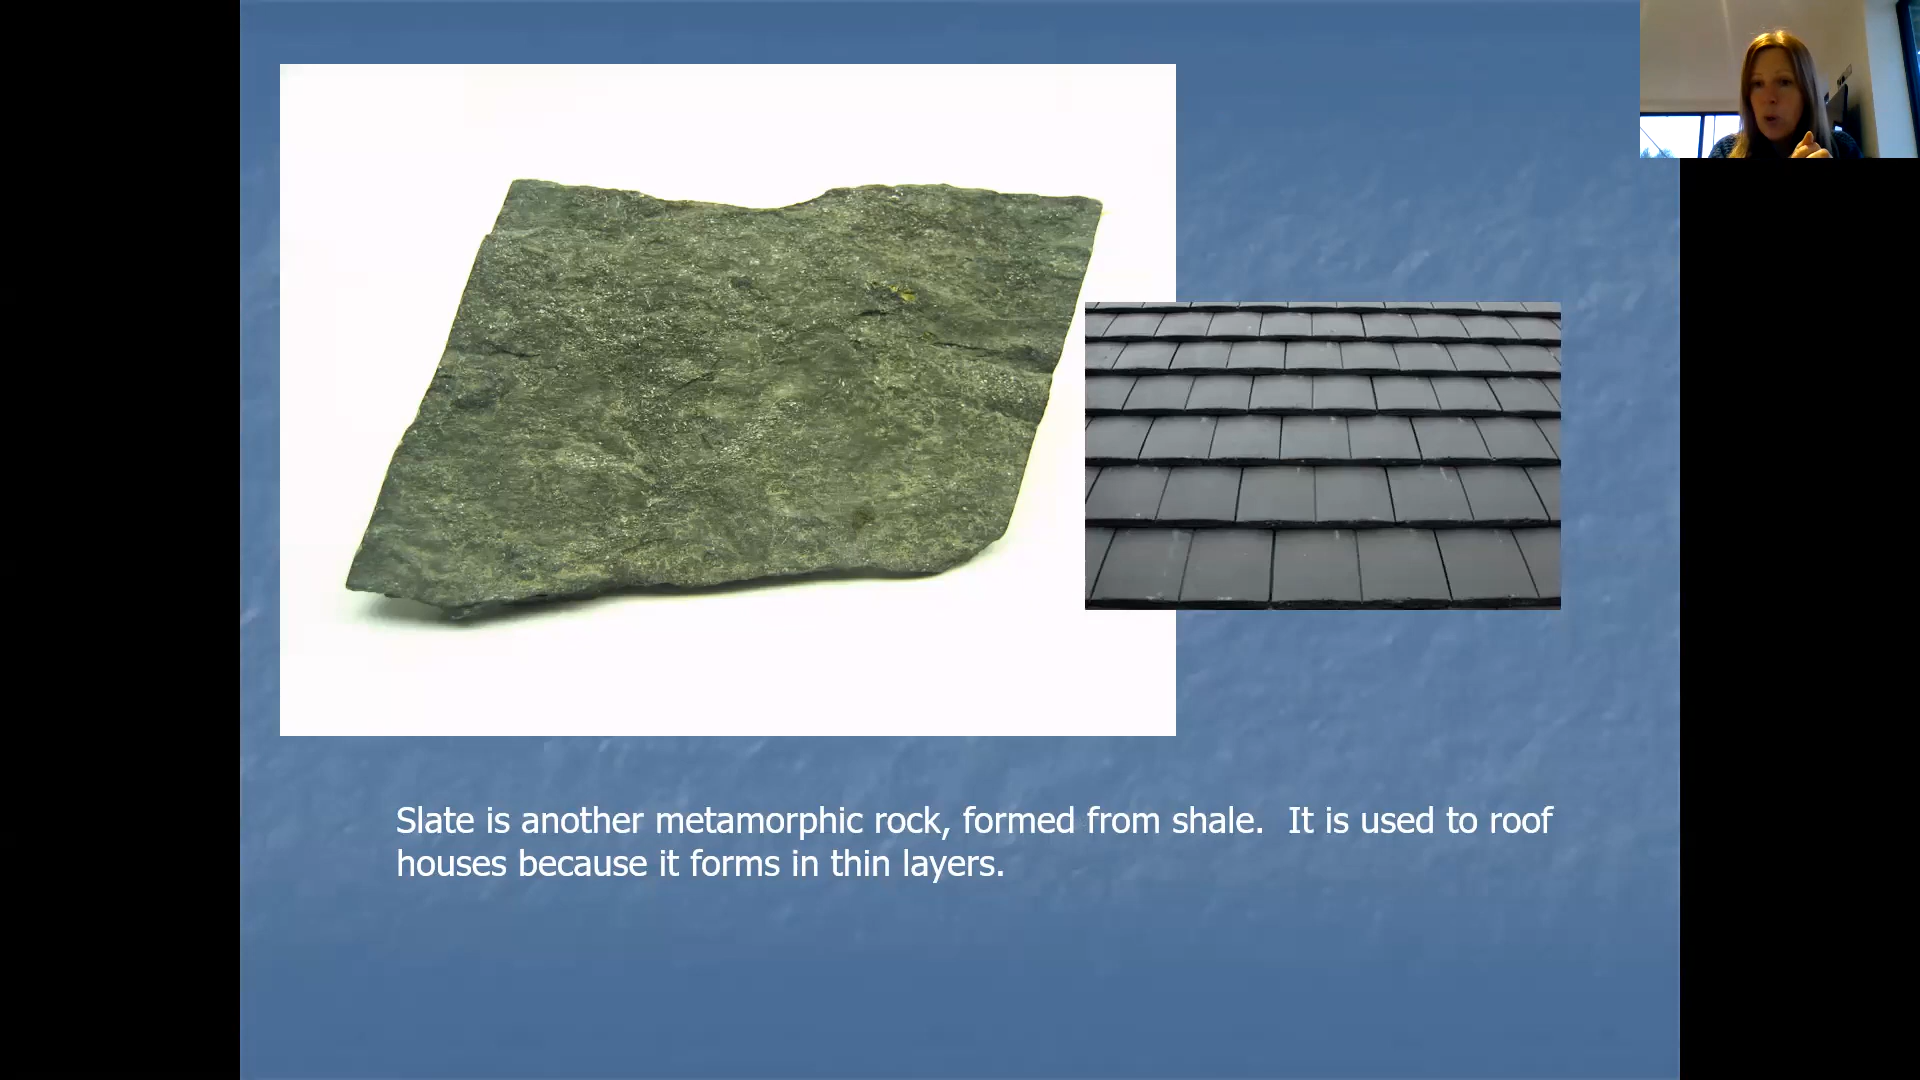 Slate is another metamorphic rock, formed from shale.  It is used to roof
houses because it forms in thin layers.